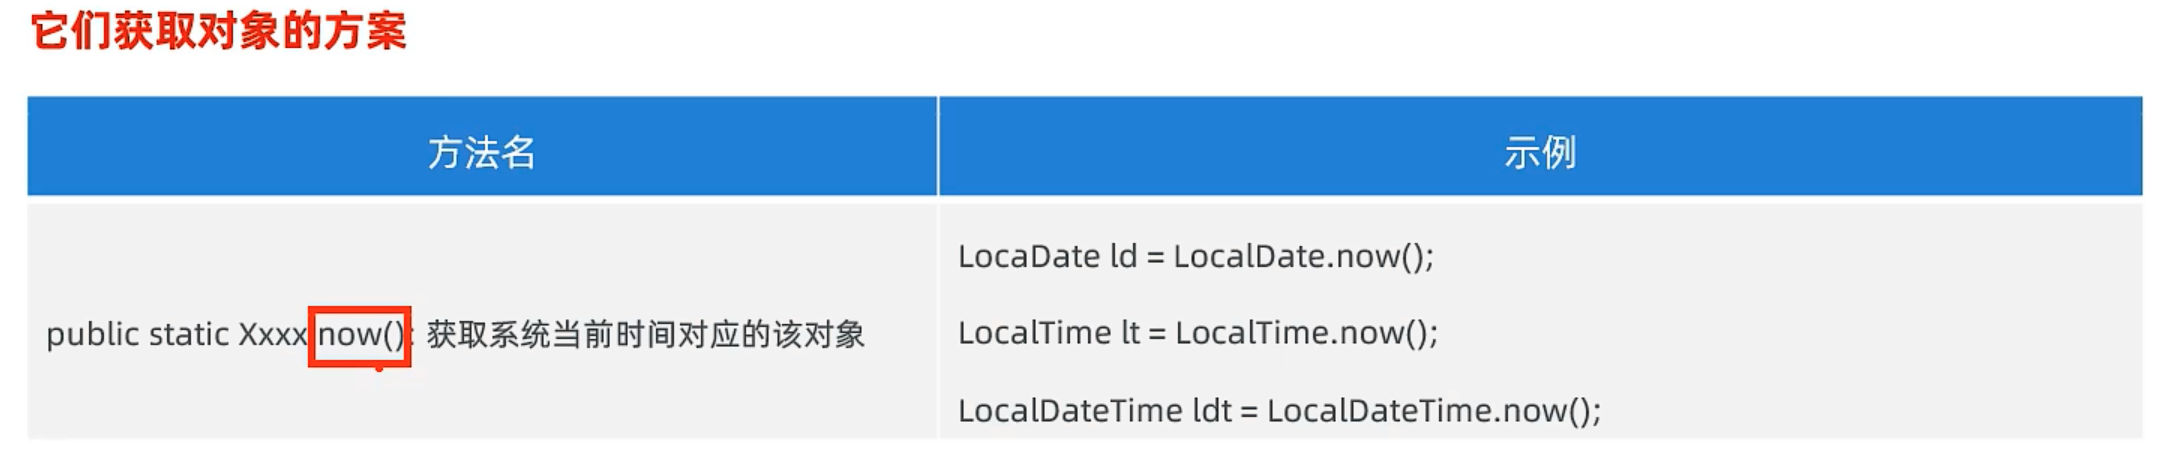 它们获取对象的方案
方法名
示例
public static Xxxx now(): 获取系统当前时间对应的该对象
LocaDate ld = LocalDate.now();
LocalTime lt = LocalTime.now();
LocalDateTime ldt = LocalDateTime.now();